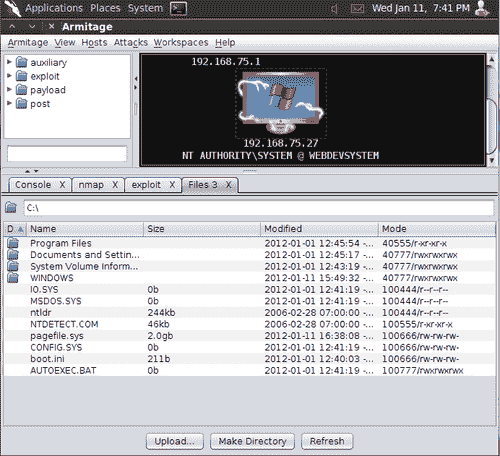 Applications Places System Wed Jan 11, 7:41 PM
Armitage
Armitage View Hosts Attacks Workspaces Help
auxiliary
exploit
payload
post
192.168.75.1
192.168.75.27
NT AUTHORITY\SYSTEM @ WEBDEVSYSTEM
Console X nmap X exploit X Files 3 X
C:\
D... Name Size Modified Mode
Program Files 2012-01-01 12:45:54 -... 40555/r-xr-xr-x
Documents and Settin... 2012-01-01 12:45:17 -... 40777/rwxrwxrwx
System Volume Inform... 2012-01-01 12:43:19 -... 40777/rwxrwxrwx
WINDOWS 2012-01-11 15:49:32 -... 40777/rwxrwxrwx
IO.SYS 0b 2012-01-01 12:41:19 -... 100444/r--r--r--
MSDOS.SYS 0b 2012-01-01 12:41:19 -... 100444/r--r--r--
ntldr 244kb 2006-02-28 07:00:00 -... 100444/r--r--r--
NTDETECT.COM 46kb 2006-02-28 07:00:00 -... 100555/r-xr-xr-x
pagefile.sys 2.0gb 2012-01-11 16:38:08 -... 100666/rw-rw-rw-
CONFIG.SYS 0b 2012-01-01 12:41:19 -... 100666/rw-rw-rw-
boot.ini 211b 2012-01-01 12:40:03 -... 100666/rw-rw-rw-
AUTOEXEC.BAT 0b 2012-01-01 12:41:19 -... 100777/rwxrwxrwx
Upload... Make Directory Refresh